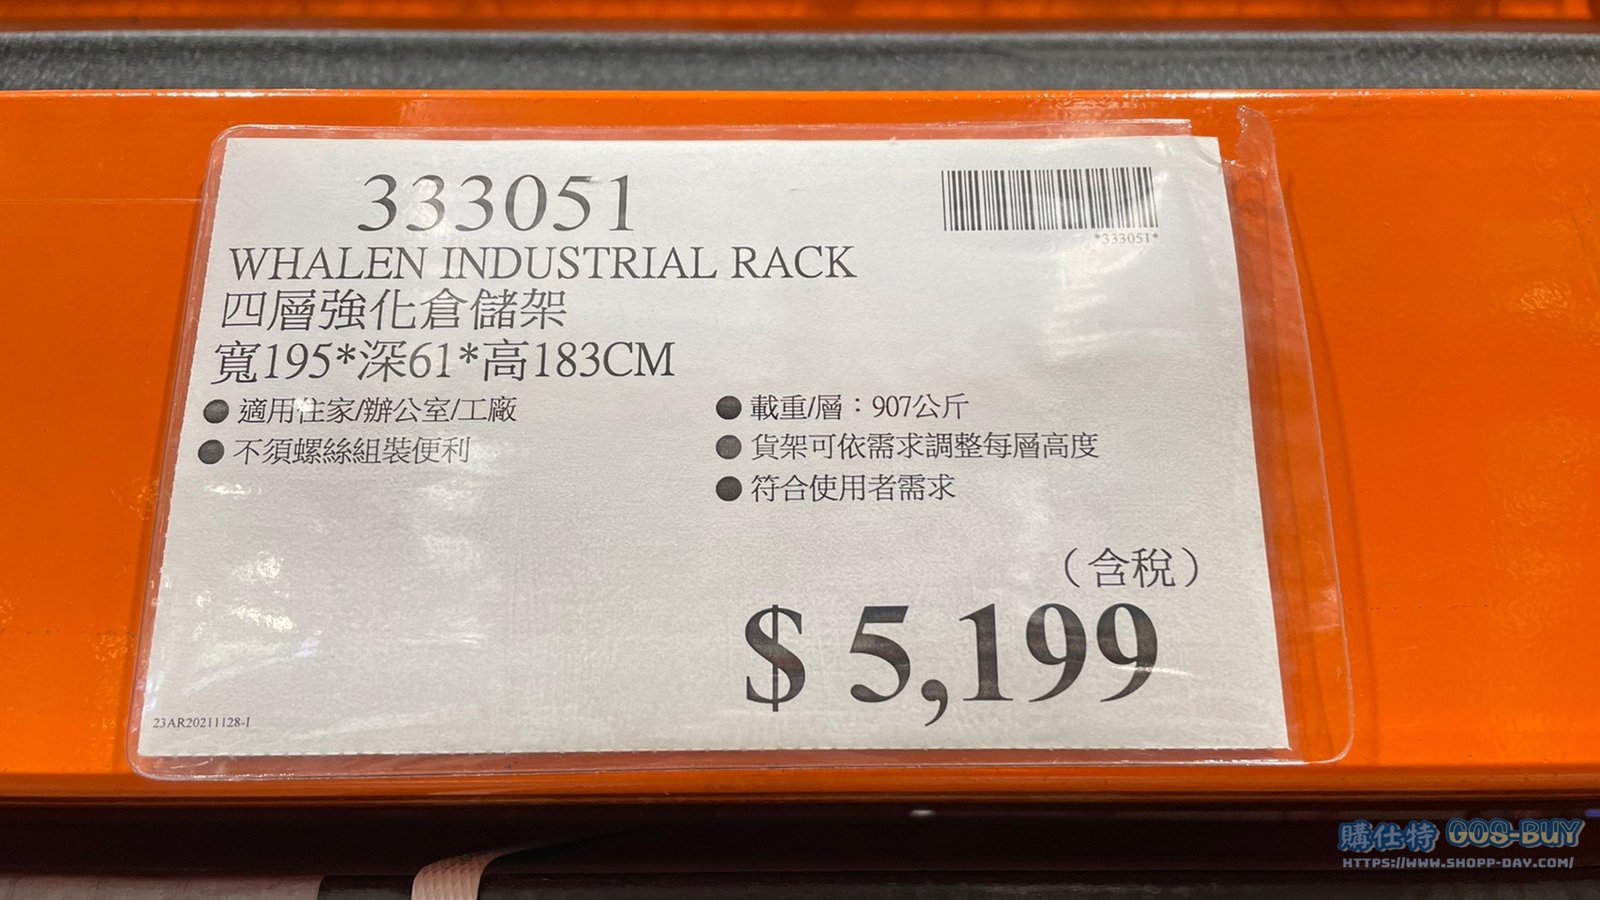 333051
*333051*
WHALEN INDUSTRIAL RACK
四層強化倉儲架
寬195*深61*高183CM
● 適用住家/辦公室/工廠
● 不須螺絲組裝便利
● 載重/層：907公斤
● 貨架可依需求調整每層高度
● 符合使用者需求
（含稅）
$ 5,199
23AR20211128-1
購仕特 GOS-BUY
HTTPS://WWW.SHOPP-DAY.COM/